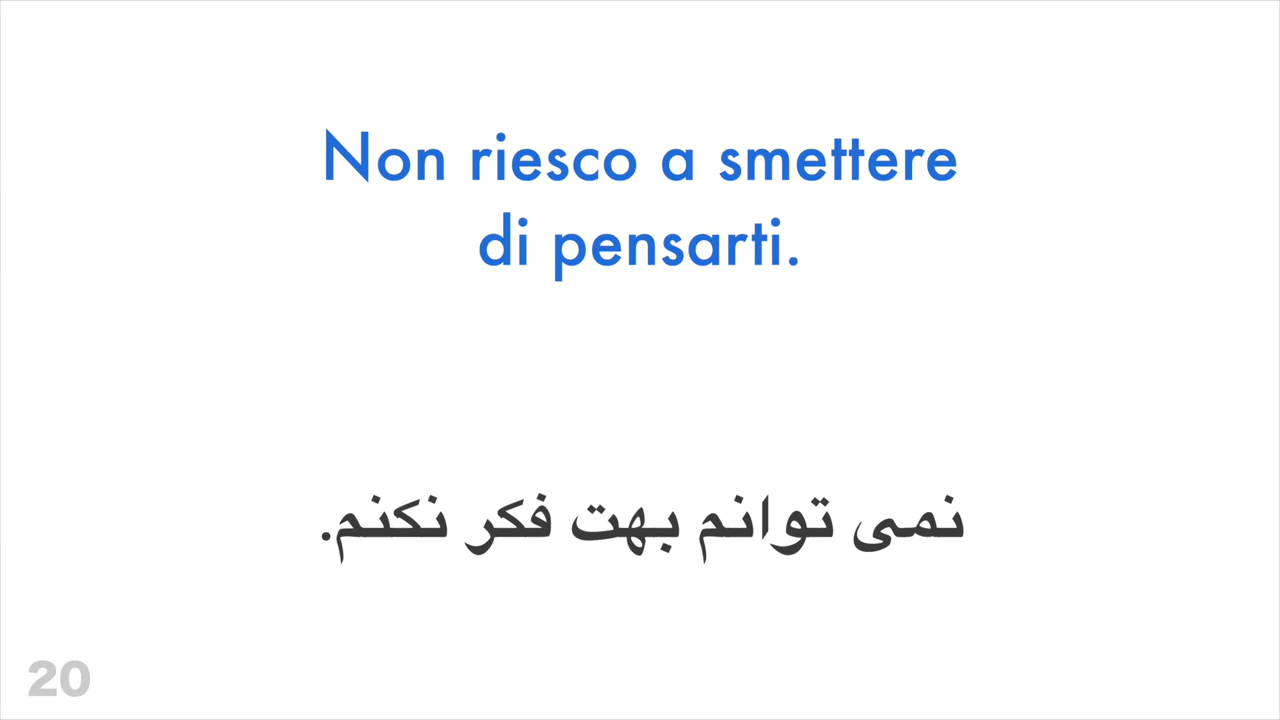 Non riesco a smettere
di pensarti.
نمی توانم بهت فکر نکنم.
20